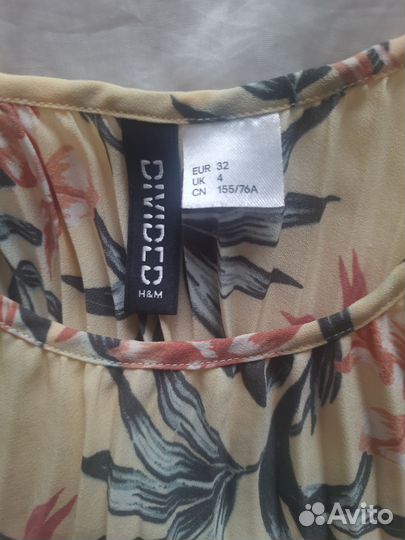 DIVIDED
H&M
EUR 32
UK 4
CN 155/76A
Avito